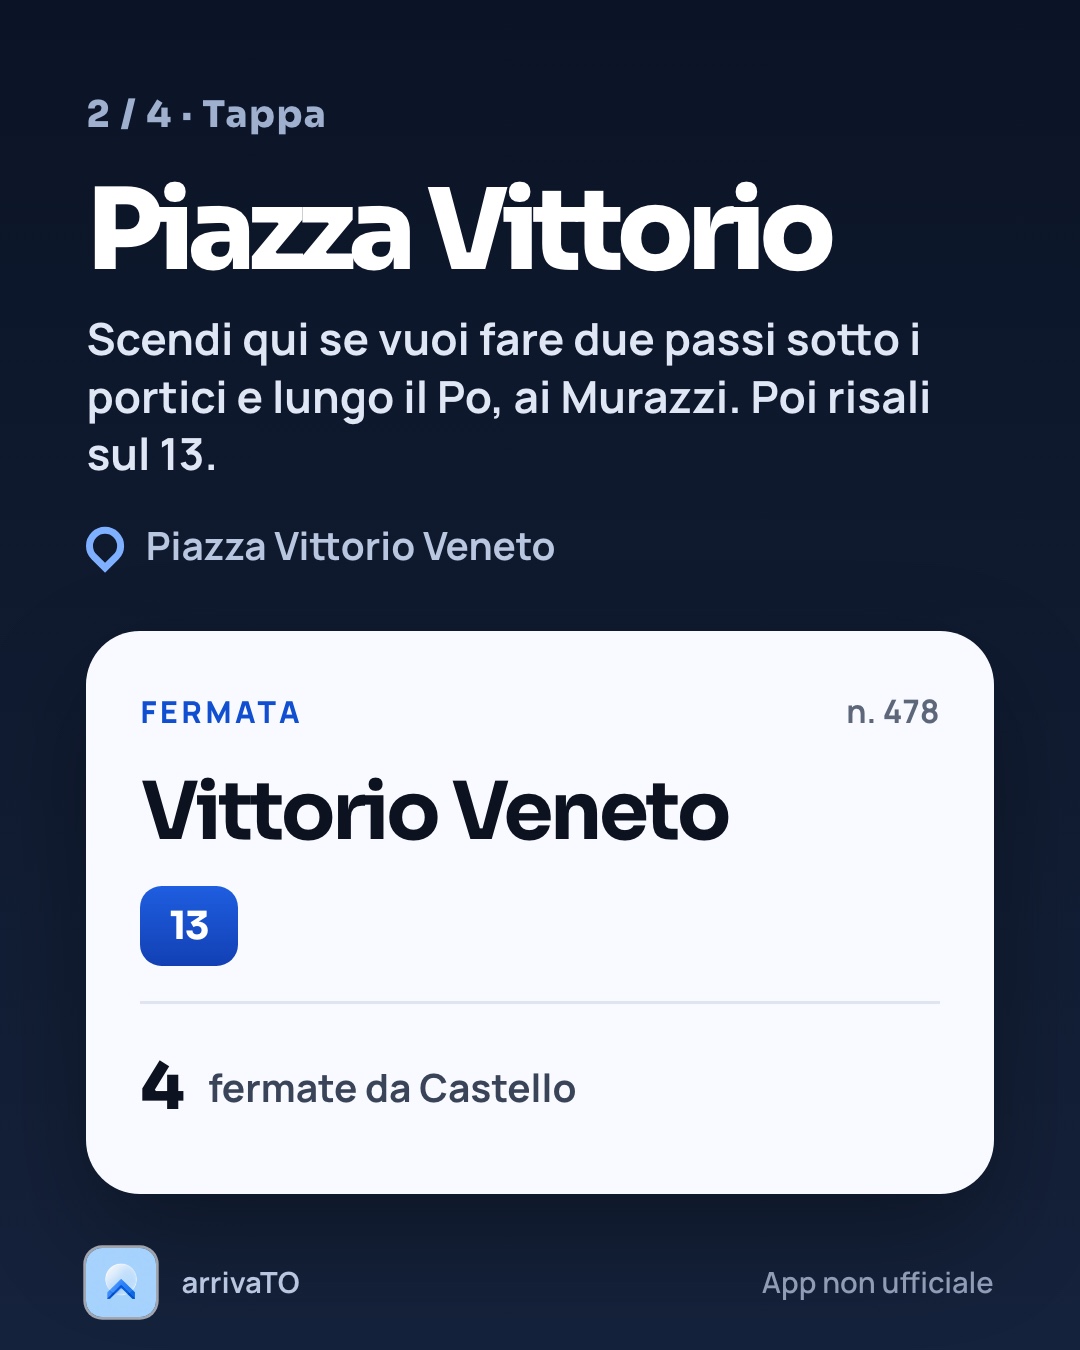 2 / 4 · Tappa
Piazza Vittorio
Scendi qui se vuoi fare due passi sotto i
portici e lungo il Po, ai Murazzi. Poi risali
sul 13.
Piazza Vittorio Veneto
FERMATA
n. 478
Vittorio Veneto
13
4 fermate da Castello
arrivaTO
App non ufficiale